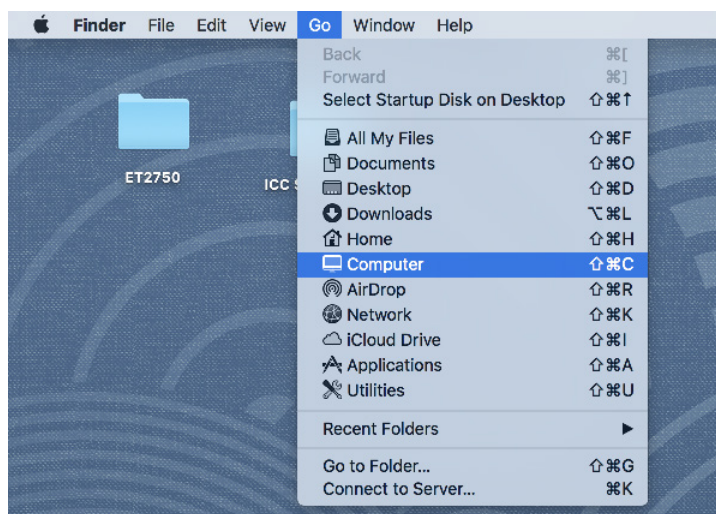 Finder File Edit View Go Window Help
Back ⌘[
Forward ⌘]
Select Startup Disk on Desktop ⇧⌘↑
All My Files ⇧⌘F
Documents ⇧⌘O
Desktop ⇧⌘D
Downloads ⌥⌘L
Home ⇧⌘H
Computer ⇧⌘C
AirDrop ⇧⌘R
Network ⇧⌘K
iCloud Drive ⇧⌘I
Applications ⇧⌘A
Utilities ⇧⌘U
Recent Folders ▶
Go to Folder... ⇧⌘G
Connect to Server... ⌘K
ET2750
ICC